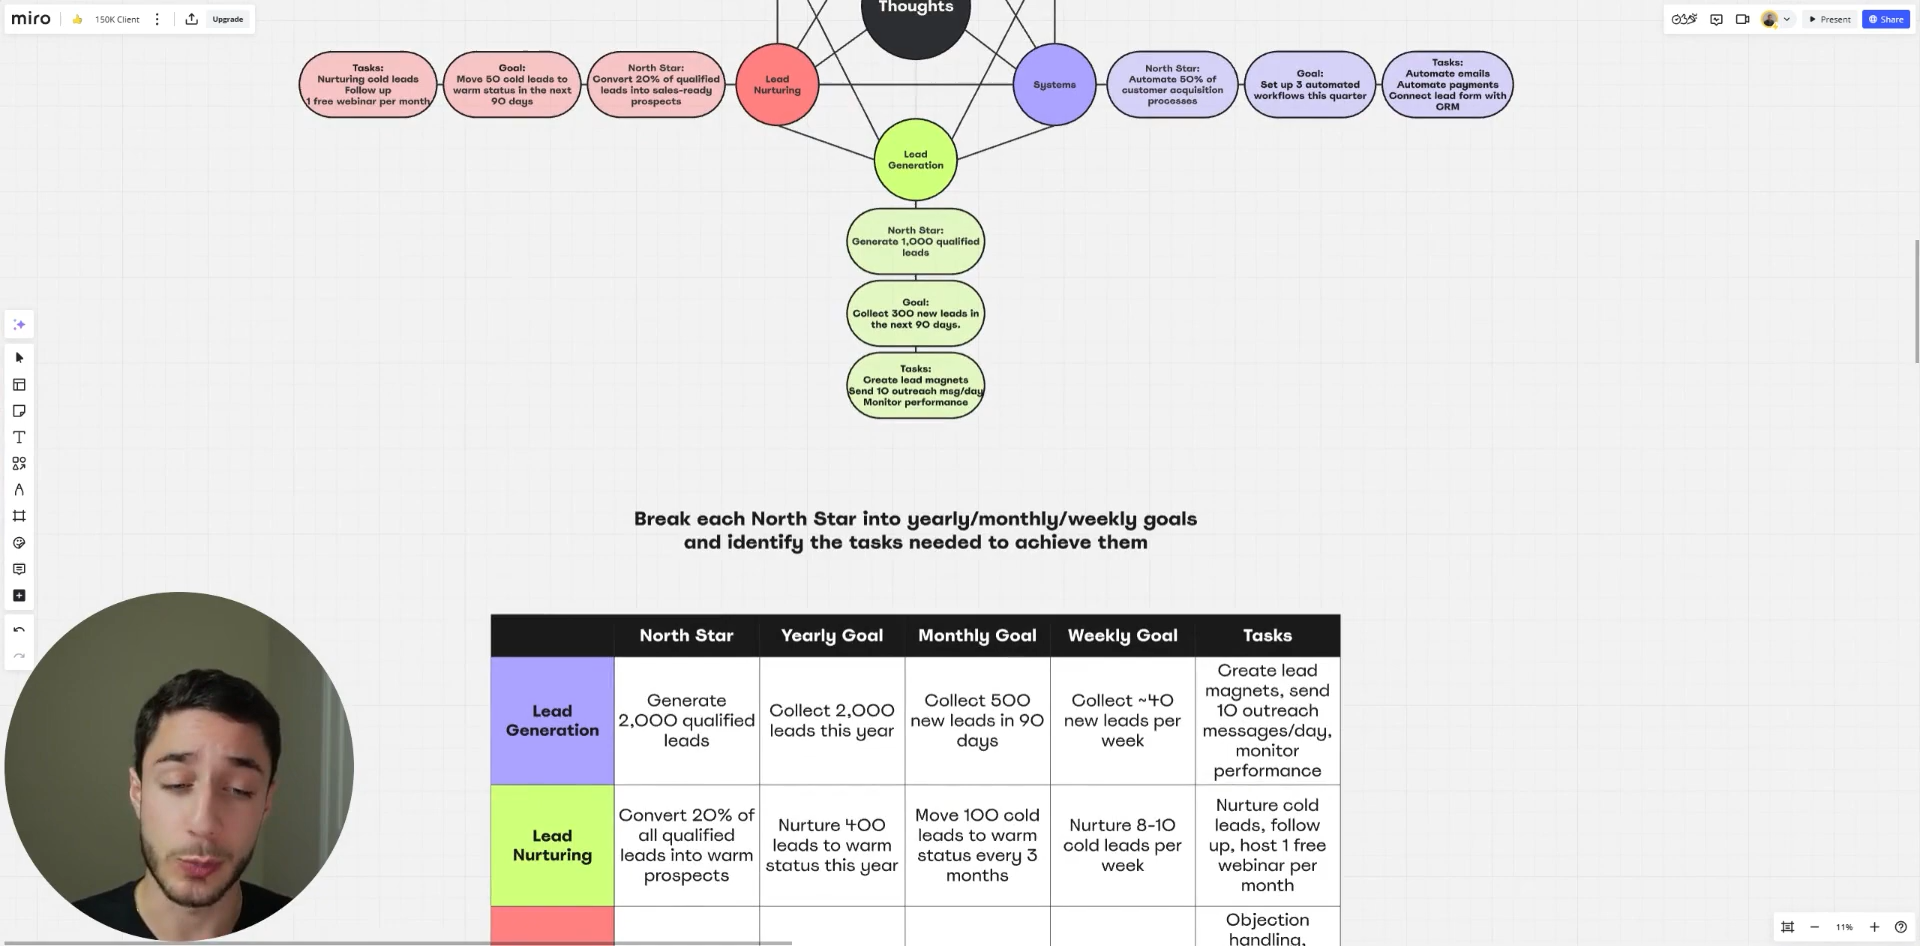 miro
150K Client
Upgrade
Present
Share
Thoughts
Tasks:
Nurturing cold leads
Follow up
1 free webinar per month
Goal:
Move 50 cold leads to
warm status in the next
90 days
North Star:
Convert 20% of qualified
leads into sales-ready
prospects
Lead
Nurturing
Systems
North Star:
Automate 50% of
customer acquisition
processes
Goal:
Set up 3 automated
workflows this quarter
Tasks:
Automate emails
Automate payments
Connect lead form with
CRM
Lead
Generation
North Star:
Generate 1,000 qualified
leads
Goal:
Collect 300 new leads in
the next 90 days.
Tasks:
Create lead magnets
Send 10 outreach msg/day
Monitor performance
Break each North Star into yearly/monthly/weekly goals
and identify the tasks needed to achieve them
North Star
Yearly Goal
Monthly Goal
Weekly Goal
Tasks
Lead
Generation
Generate
2,000 qualified
leads
Collect 2,000
leads this year
Collect 500
new leads in 90
days
Collect ~40
new leads per
week
Create lead
magnets, send
10 outreach
messages/day,
monitor
performance
Lead
Nurturing
Convert 20% of
all qualified
leads into warm
prospects
Nurture 400
leads to warm
status this year
Move 100 cold
leads to warm
status every 3
months
Nurture 8-10
cold leads per
week
Nurture cold
leads, follow
up, host 1 free
webinar per
month
Objection
handling,
11%